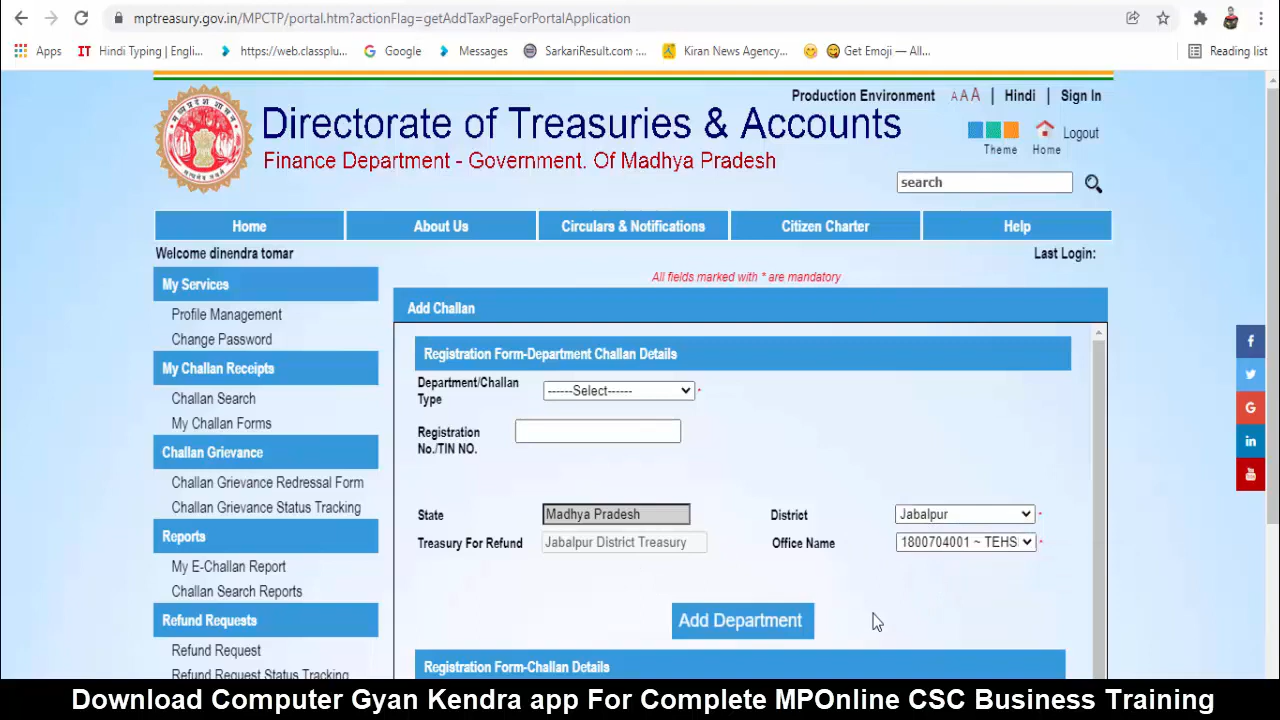 mptreasury.gov.in/MPCTP/portal.htm?actionFlag=getAddTaxPageForPortalApplication
Apps
IT Hindi Typing | Engli...
https://web.classplu...
Google
Messages
SarkariResult.com :...
Kiran News Agency...
Get Emoji — All...
Reading list
Production Environment A A A | Hindi | Sign In
Directorate of Treasuries & Accounts
Finance Department - Government. Of Madhya Pradesh
Theme
Home
Logout
search
Home
About Us
Circulars & Notifications
Citizen Charter
Help
Welcome dinendra tomar
Last Login:
My Services
Profile Management
Change Password
My Challan Receipts
Challan Search
My Challan Forms
Challan Grievance
Challan Grievance Redressal Form
Challan Grievance Status Tracking
Reports
My E-Challan Report
Challan Search Reports
Refund Requests
Refund Request
Refund Request Status Tracking
All fields marked with * are mandatory
Add Challan
Registration Form-Department Challan Details
Department/Challan
Type
------Select------ *
Registration
No./TIN NO.
State
Madhya Pradesh
District
Jabalpur *
Treasury For Refund
Jabalpur District Treasury
Office Name
1800704001 ~ TEHS *
Add Department
Registration Form-Challan Details
Download Computer Gyan Kendra app For Complete MPOnline CSC Business Training